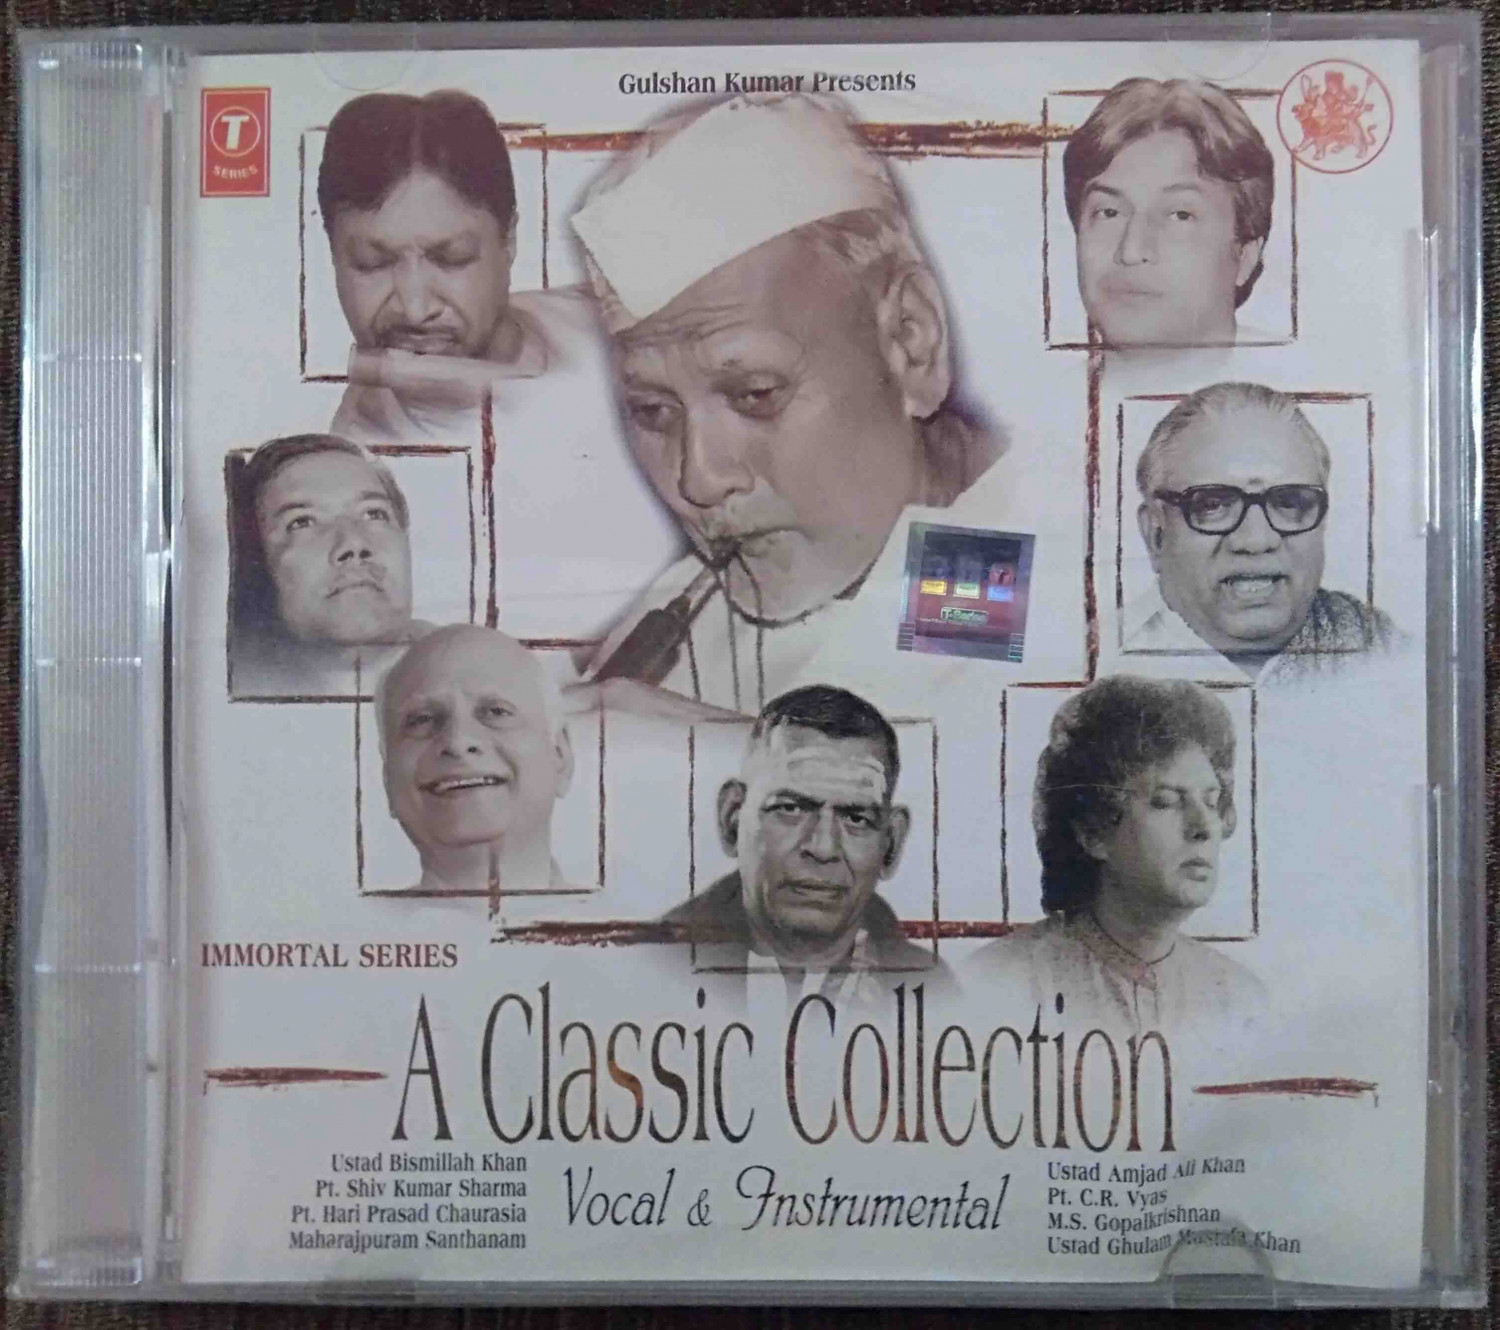 Gulshan Kumar Presents
T
SERIES
T-Series
IMMORTAL SERIES
A Classic Collection
Vocal & Instrumental
Ustad Bismillah Khan
Pt. Shiv Kumar Sharma
Pt. Hari Prasad Chaurasia
Maharajpuram Santhanam
Ustad Amjad Ali Khan
Pt. C.R. Vyas
M.S. Gopalkrishnan
Ustad Ghulam Mustafa Khan